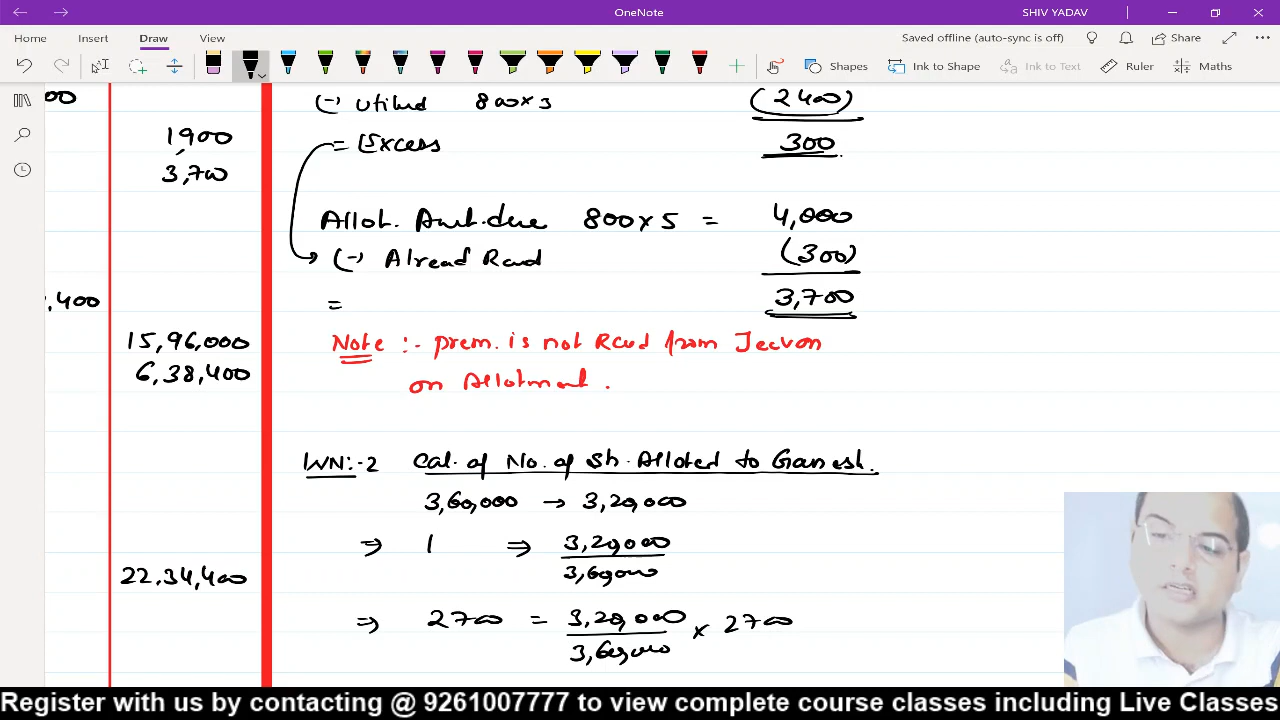 OneNote
SHIV YADAV
Home Insert Draw View
Saved offline (auto-sync is off)
Share
Shapes
Ink to Shape
Ink to Text
Ruler
Maths
00
1,900
3,700
,400
15,96,000
6,38,400
22,34,400
(-) Utilised 800×3 (2400)
= Excess 300
Allot. Amt. due 800×5 = 4,000
(-) Alread Recd (300)
= 3,700
Note :- prem. is not Recd from Jeevan
on Allotment.
WN:-2 Cal. of No. of Sh. Alloted to Ganesh.
3,60,000 → 3,20,000
⇒ 1 ⇒ 3,20,000
3,60,000
⇒ 2700 = 3,20,000 × 2700
3,60,000
Register with us by contacting @ 9261007777 to view complete course classes including Live Classes